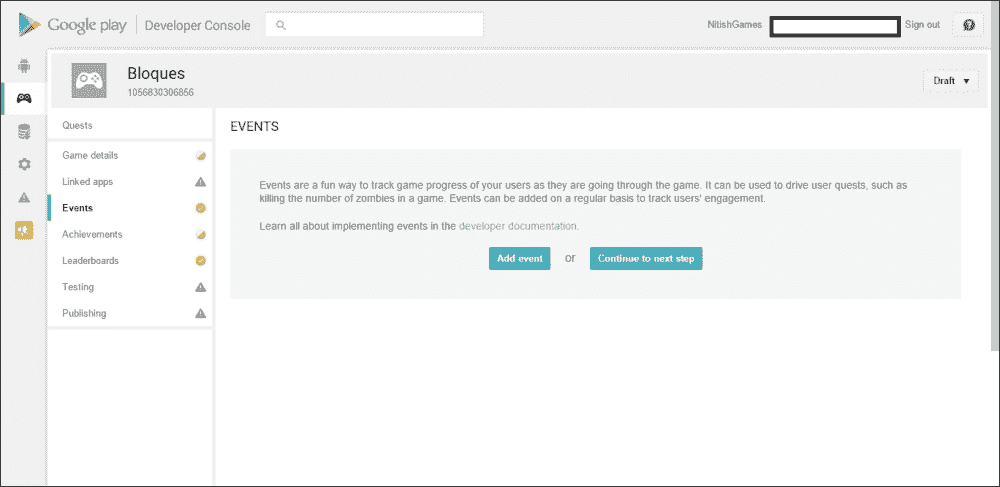 Google play Developer Console
NitishGames Sign out
Bloques
1056830306856
Draft
Quests
Game details
Linked apps
Events
Achievements
Leaderboards
Testing
Publishing
EVENTS
Events are a fun way to track game progress of your users as they are going through the game. It can be used to drive user quests, such as
killing the number of zombies in a game. Events can be added on a regular basis to track users' engagement.
Learn all about implementing events in the developer documentation.
Add event or Continue to next step